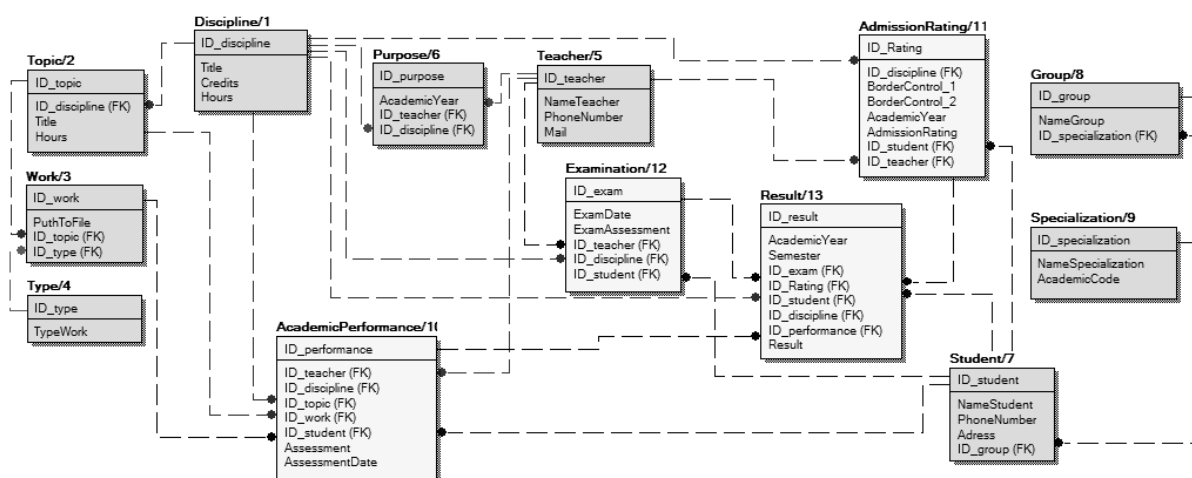 Discipline/1
ID_discipline
Title
Credits
Hours
Topic/2
ID_topic
ID_discipline (FK)
Title
Hours
Work/3
ID_work
PuthToFile
ID_topic (FK)
ID_type (FK)
Type/4
ID_type
TypeWork
Purpose/6
ID_purpose
AcademicYear
ID_teacher (FK)
ID_discipline (FK)
Teacher/5
ID_teacher
NameTeacher
PhoneNumber
Mail
Examination/12
ID_exam
ExamDate
ExamAssessment
ID_teacher (FK)
ID_discipline (FK)
ID_student (FK)
AcademicPerformance/10
ID_performance
ID_teacher (FK)
ID_discipline (FK)
ID_topic (FK)
ID_work (FK)
ID_student (FK)
Assessment
AssessmentDate
AdmissionRating/11
ID_Rating
ID_discipline (FK)
BorderControl_1
BorderControl_2
AcademicYear
AdmissionRating
ID_student (FK)
ID_teacher (FK)
Result/13
ID_result
AcademicYear
Semester
ID_exam (FK)
ID_Rating (FK)
ID_student (FK)
ID_discipline (FK)
ID_performance (FK)
Result
Group/8
ID_group
NameGroup
ID_specialization (FK)
Specialization/9
ID_specialization
NameSpecialization
AcademicCode
Student/7
ID_student
NameStudent
PhoneNumber
Adress
ID_group (FK)